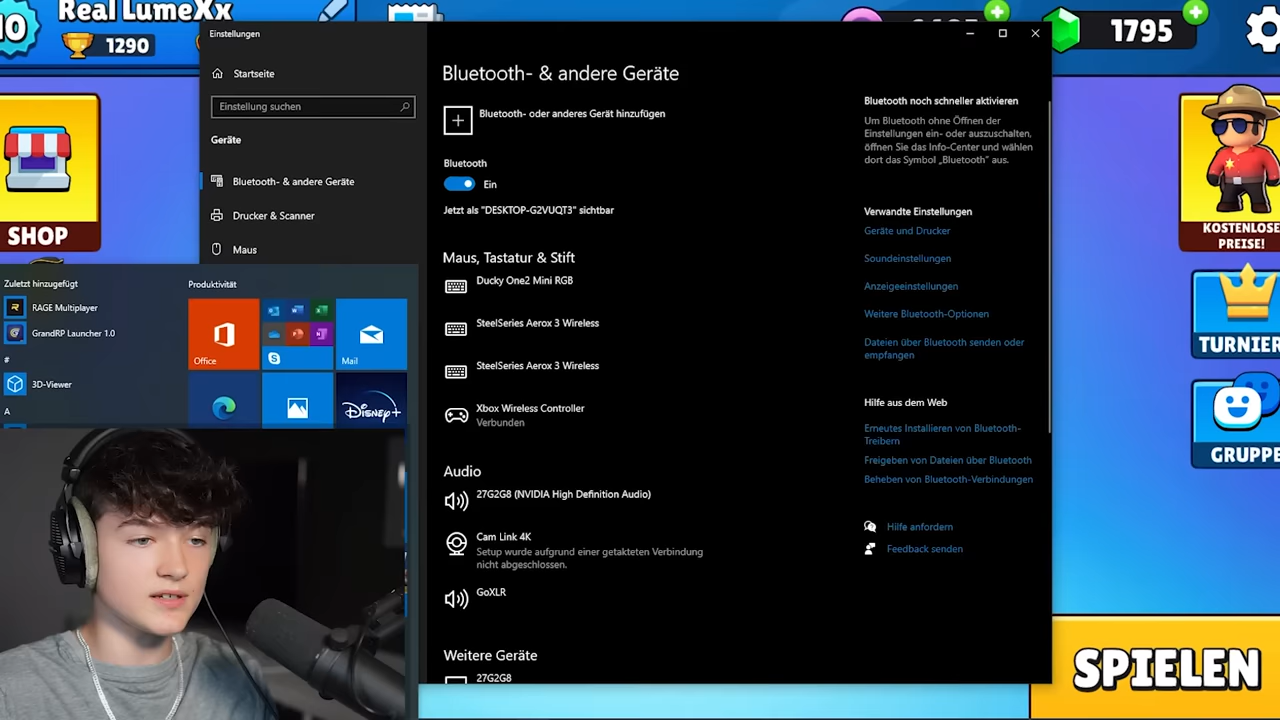 10
Real LumeXx
1290
1795
SHOP
KOSTENLOSE
PREISE!
TURNIER
GRUPPE
SPIELEN
Einstellungen
Startseite
Einstellung suchen
Geräte
Bluetooth- & andere Geräte
Drucker & Scanner
Maus
Zuletzt hinzugefügt
RAGE Multiplayer
GrandRP Launcher 1.0
#
3D-Viewer
A
Produktivität
Office
Mail
Disney+
Bluetooth- & andere Geräte
Bluetooth- oder anderes Gerät hinzufügen
Bluetooth
Ein
Jetzt als "DESKTOP-G2VUQT3" sichtbar
Maus, Tastatur & Stift
Ducky One2 Mini RGB
SteelSeries Aerox 3 Wireless
SteelSeries Aerox 3 Wireless
Xbox Wireless Controller
Verbunden
Audio
27G2G8 (NVIDIA High Definition Audio)
Cam Link 4K
Setup wurde aufgrund einer getakteten Verbindung
nicht abgeschlossen.
GoXLR
Weitere Geräte
27G2G8
Bluetooth noch schneller aktivieren
Um Bluetooth ohne Öffnen der
Einstellungen ein- oder auszuschalten,
öffnen Sie das Info-Center und wählen
dort das Symbol „Bluetooth" aus.
Verwandte Einstellungen
Geräte und Drucker
Soundeinstellungen
Anzeigeeinstellungen
Weitere Bluetooth-Optionen
Dateien über Bluetooth senden oder
empfangen
Hilfe aus dem Web
Erneutes Installieren von Bluetooth-
Treibern
Freigeben von Dateien über Bluetooth
Beheben von Bluetooth-Verbindungen
Hilfe anfordern
Feedback senden